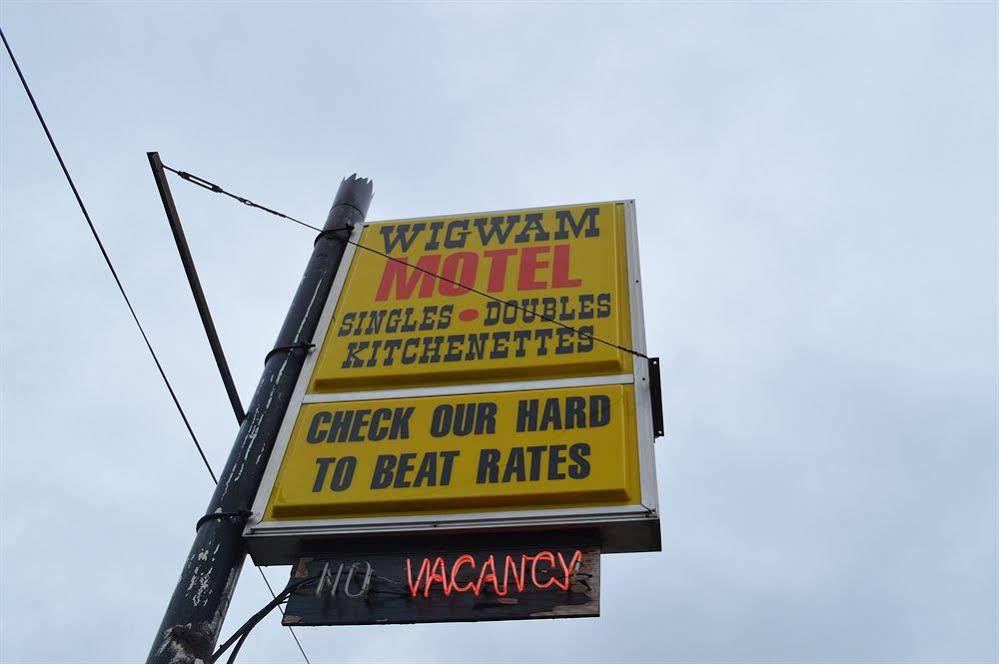 WIGWAM
MOTEL
SINGLES • DOUBLES
KITCHENETTES
CHECK OUR HARD
TO BEAT RATES
NO VACANCY